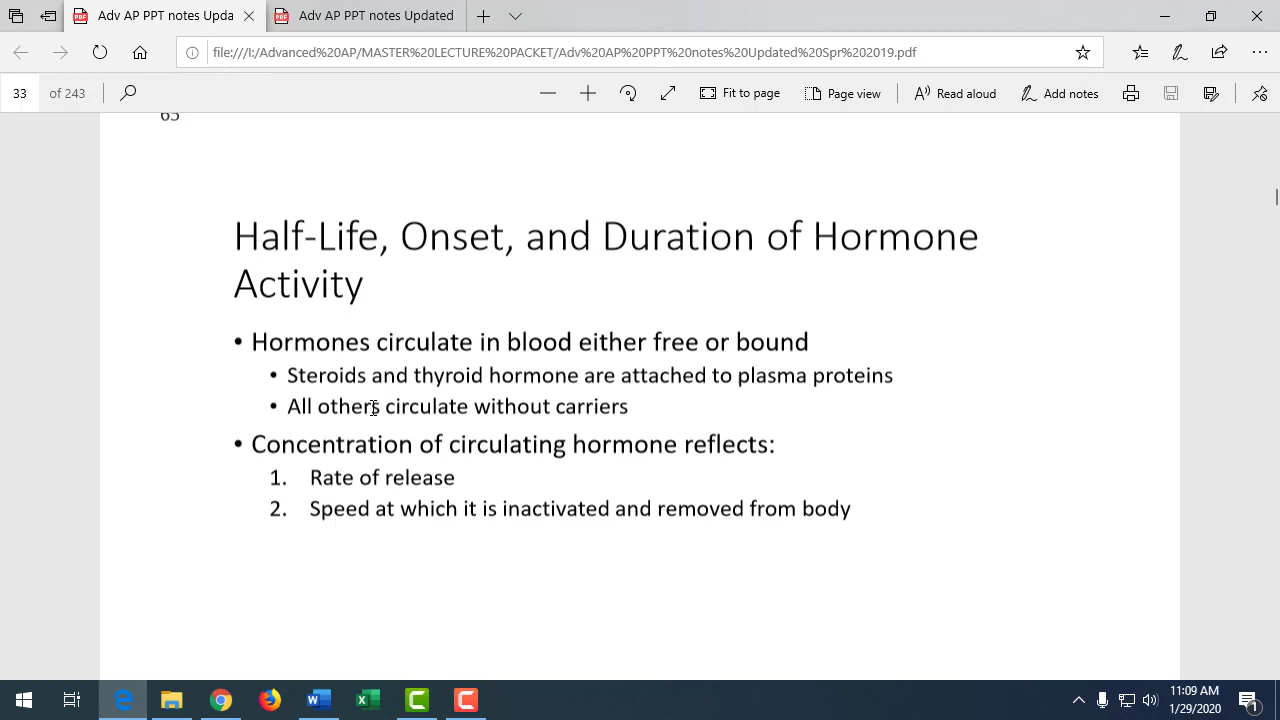 Adv AP PPT notes Updat
Adv AP PPT notes Updated
file:///I:/Advanced%20AP/MASTER%20LECTURE%20PACKET/Adv%20AP%20PPT%20notes%20Updated%20Spr%202019.pdf
33 of 243
Fit to page
Page view
Read aloud
Add notes
65
Half-Life, Onset, and Duration of Hormone
Activity
• Hormones circulate in blood either free or bound
• Steroids and thyroid hormone are attached to plasma proteins
• All others circulate without carriers
• Concentration of circulating hormone reflects:
1. Rate of release
2. Speed at which it is inactivated and removed from body
11:09 AM
1/29/2020
1